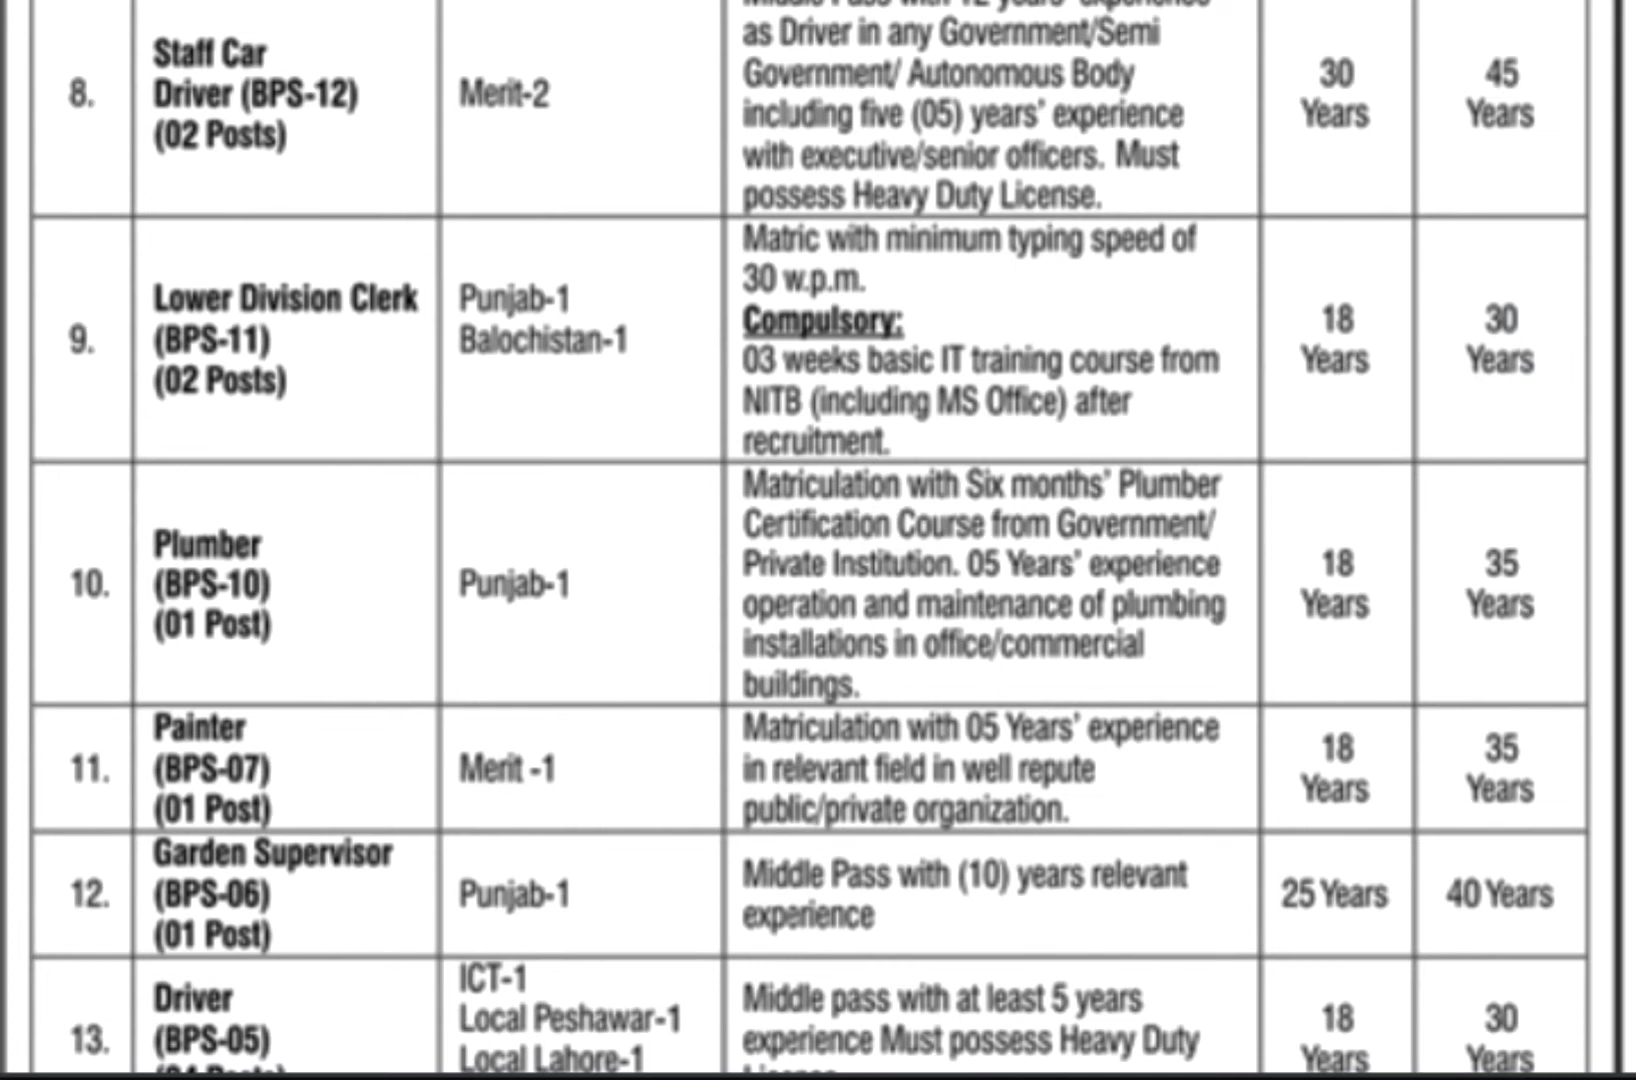 8.
Staff Car
Driver (BPS-12)
(02 Posts)
Merit-2
Middle Pass with 12 years' experience
as Driver in any Government/Semi
Government/ Autonomous Body
including five (05) years' experience
with executive/senior officers. Must
possess Heavy Duty License.
30
Years
45
Years
9.
Lower Division Clerk
(BPS-11)
(02 Posts)
Punjab-1
Balochistan-1
Matric with minimum typing speed of
30 w.p.m.
Compulsory:
03 weeks basic IT training course from
NITB (including MS Office) after
recruitment.
18
Years
30
Years
10.
Plumber
(BPS-10)
(01 Post)
Punjab-1
Matriculation with Six months' Plumber
Certification Course from Government/
Private Institution. 05 Years' experience
operation and maintenance of plumbing
installations in office/commercial
buildings.
18
Years
35
Years
11.
Painter
(BPS-07)
(01 Post)
Merit -1
Matriculation with 05 Years' experience
in relevant field in well repute
public/private organization.
18
Years
35
Years
12.
Garden Supervisor
(BPS-06)
(01 Post)
Punjab-1
Middle Pass with (10) years relevant
experience
25 Years
40 Years
13.
Driver
(BPS-05)
ICT-1
Local Peshawar-1
Local Lahore-1
Middle pass with at least 5 years
experience Must possess Heavy Duty
18
Years
30
Years